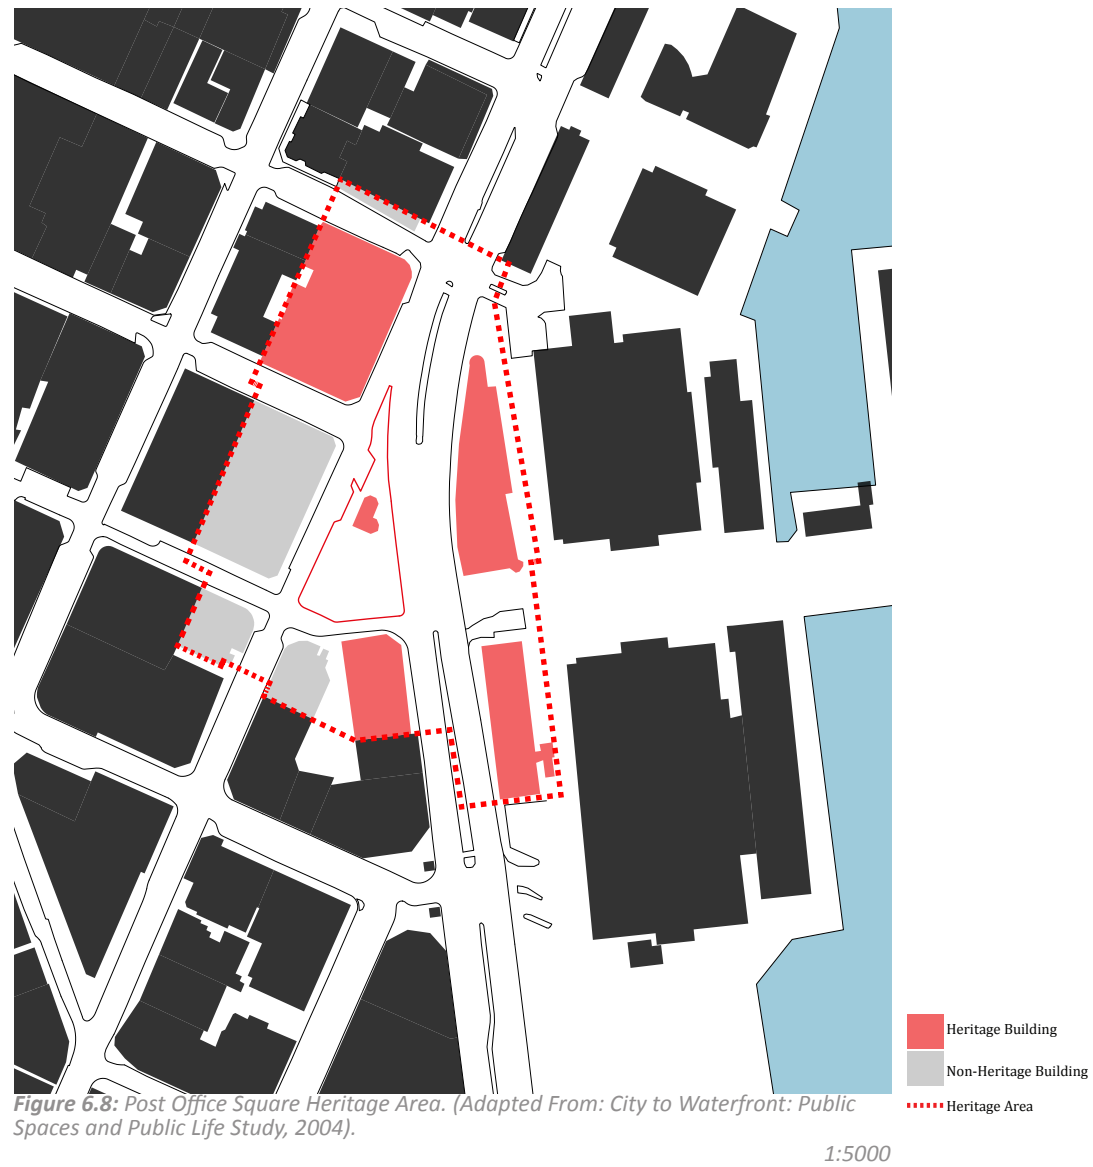 Heritage Building
Non-Heritage Building
Heritage Area
Figure 6.8: Post Office Square Heritage Area. (Adapted From: City to Waterfront: Public
Spaces and Public Life Study, 2004).
1:5000